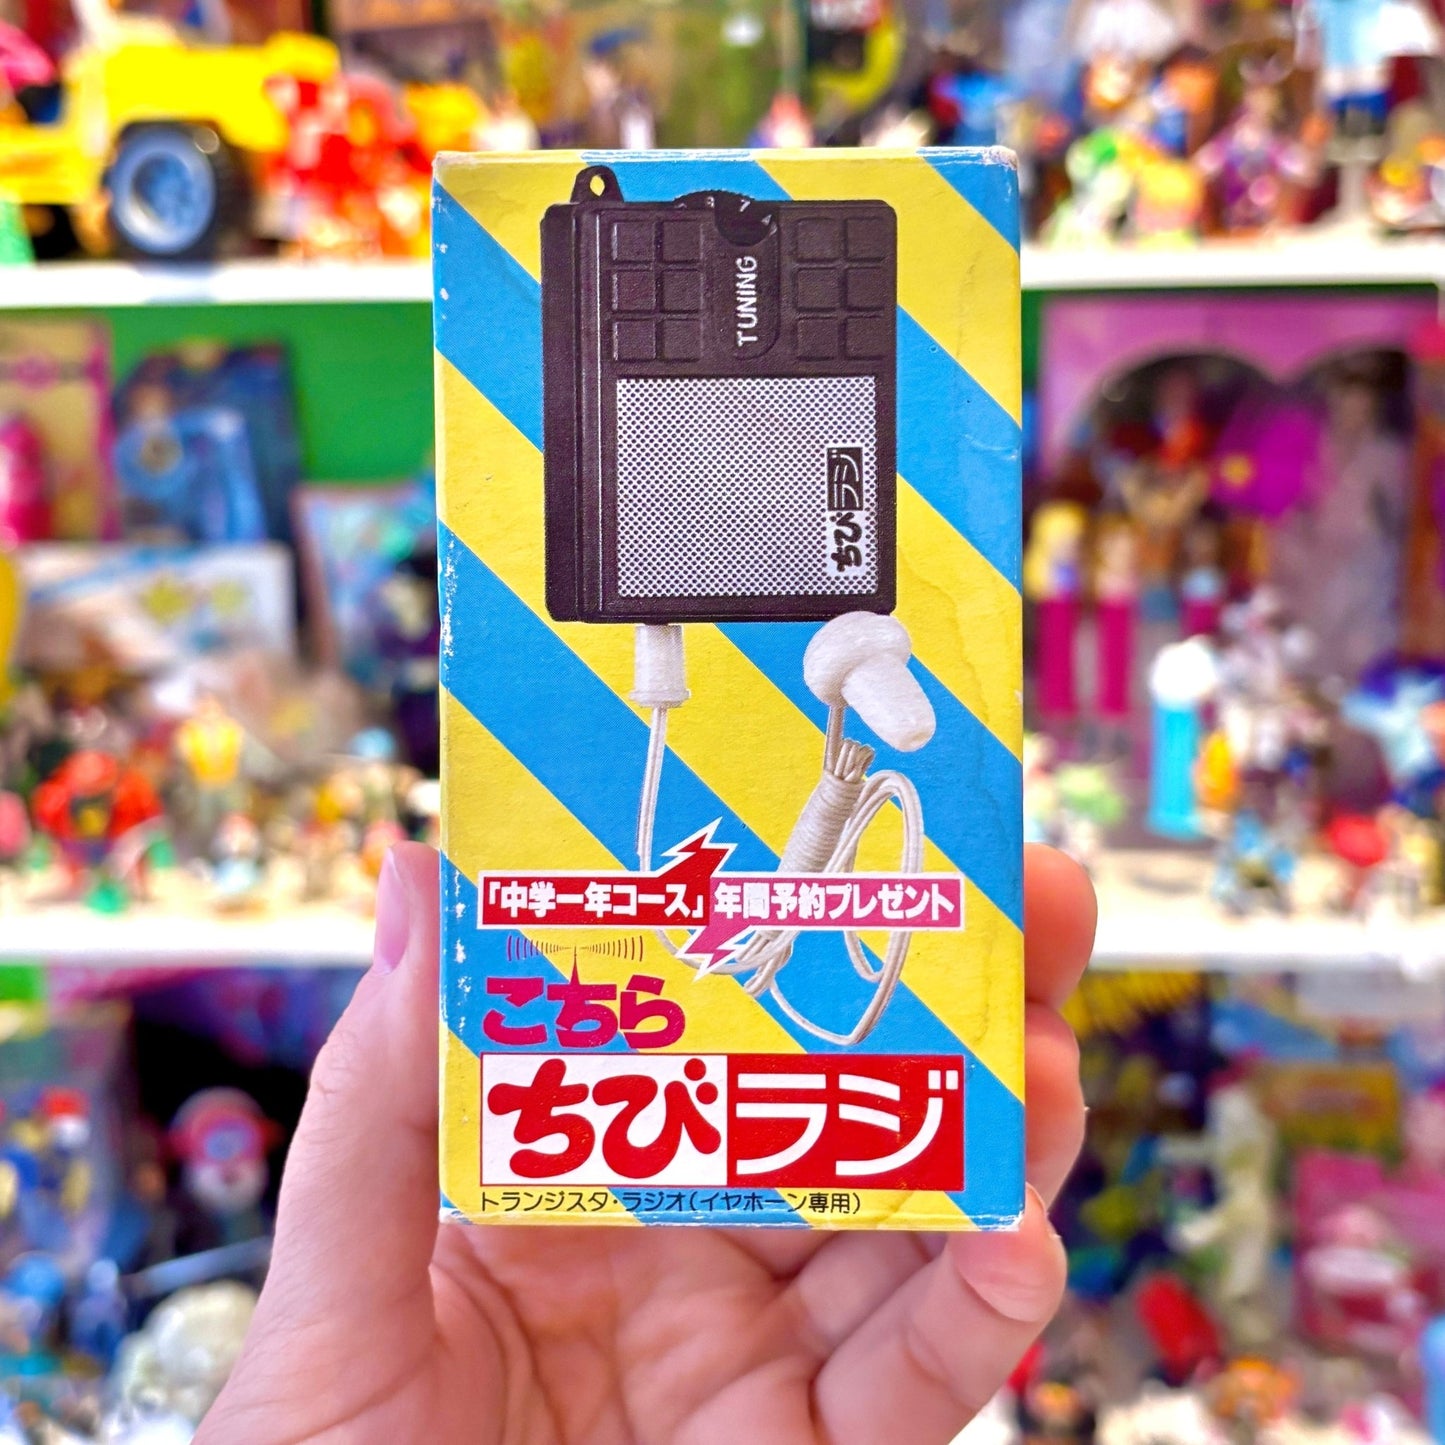 TUNING
ちびラジ
「中学一年コース」年間予約プレゼント
こちら
ちびラジ
トランジスタ・ラジオ(イヤホーン専用)